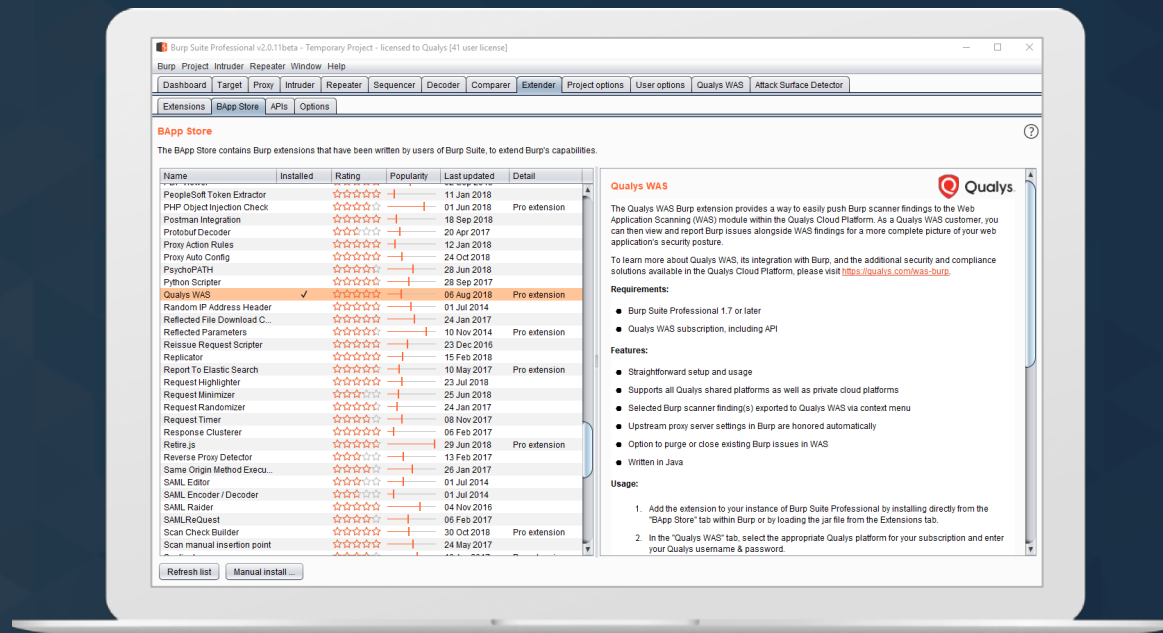 Burp Suite Professional v2.0.11beta - Temporary Project - licensed to Qualys [41 user license]
Burp Project Intruder Repeater Window Help
Dashboard Target Proxy Intruder Repeater Sequencer Decoder Comparer Extender Project options User options Qualys WAS Attack Surface Detector
Extensions BApp Store APIs Options
BApp Store
?
The BApp Store contains Burp extensions that have been written by users of Burp Suite, to extend Burp's capabilities.
Name Installed Rating Popularity Last updated Detail
PeopleSoft Token Extractor 11 Jan 2018
PHP Object Injection Check 01 Jun 2018 Pro extension
Postman Integration 18 Sep 2018
Protobuf Decoder 20 Apr 2017
Proxy Action Rules 12 Jan 2018
Proxy Auto Config 24 Oct 2018
PsychoPATH 28 Jun 2018
Python Scripter 28 Sep 2017
Qualys WAS ✓ 06 Aug 2018 Pro extension
Random IP Address Header 01 Jul 2014
Reflected File Download C... 24 Jan 2017
Reflected Parameters 10 Nov 2014 Pro extension
Reissue Request Scripter 23 Dec 2016
Replicator 15 Feb 2018
Report To Elastic Search 10 May 2017 Pro extension
Request Highlighter 23 Jul 2018
Request Minimizer 25 Jun 2018
Request Randomizer 24 Jan 2017
Request Timer 08 Nov 2017
Response Clusterer 06 Feb 2017
Retire.js 29 Jun 2018 Pro extension
Reverse Proxy Detector 13 Feb 2017
Same Origin Method Execu... 26 Jan 2017
SAML Editor 01 Jul 2014
SAML Encoder / Decoder 01 Jul 2014
SAML Raider 04 Nov 2016
SAMLReQuest 06 Feb 2017
Scan Check Builder 30 Oct 2018 Pro extension
Scan manual insertion point 24 May 2017
Refresh list Manual install ...
Qualys WAS
Qualys.
The Qualys WAS Burp extension provides a way to easily push Burp scanner findings to the Web
Application Scanning (WAS) module within the Qualys Cloud Platform. As a Qualys WAS customer, you
can then view and report Burp issues alongside WAS findings for a more complete picture of your web
application's security posture.
To learn more about Qualys WAS, its integration with Burp, and the additional security and compliance
solutions available in the Qualys Cloud Platform, please visit https://qualys.com/was-burp.
Requirements:
● Burp Suite Professional 1.7 or later
● Qualys WAS subscription, including API
Features:
● Straightforward setup and usage
● Supports all Qualys shared platforms as well as private cloud platforms
● Selected Burp scanner finding(s) exported to Qualys WAS via context menu
● Upstream proxy server settings in Burp are honored automatically
● Option to purge or close existing Burp issues in WAS
● Written in Java
Usage:
1. Add the extension to your instance of Burp Suite Professional by installing directly from the
"BApp Store" tab within Burp or by loading the jar file from the Extensions tab.
2. In the "Qualys WAS" tab, select the appropriate Qualys platform for your subscription and enter
your Qualys username & password.